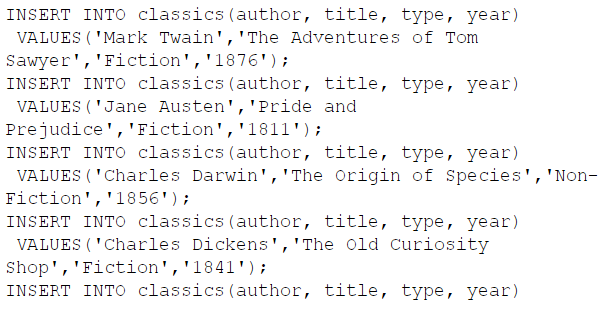 INSERT INTO classics(author, title, type, year)
VALUES('Mark Twain','The Adventures of Tom
Sawyer','Fiction','1876');
INSERT INTO classics(author, title, type, year)
VALUES('Jane Austen','Pride and
Prejudice','Fiction','1811');
INSERT INTO classics(author, title, type, year)
VALUES('Charles Darwin','The Origin of Species','Non-
Fiction','1856');
INSERT INTO classics(author, title, type, year)
VALUES('Charles Dickens','The Old Curiosity
Shop','Fiction','1841');
INSERT INTO classics(author, title, type, year)